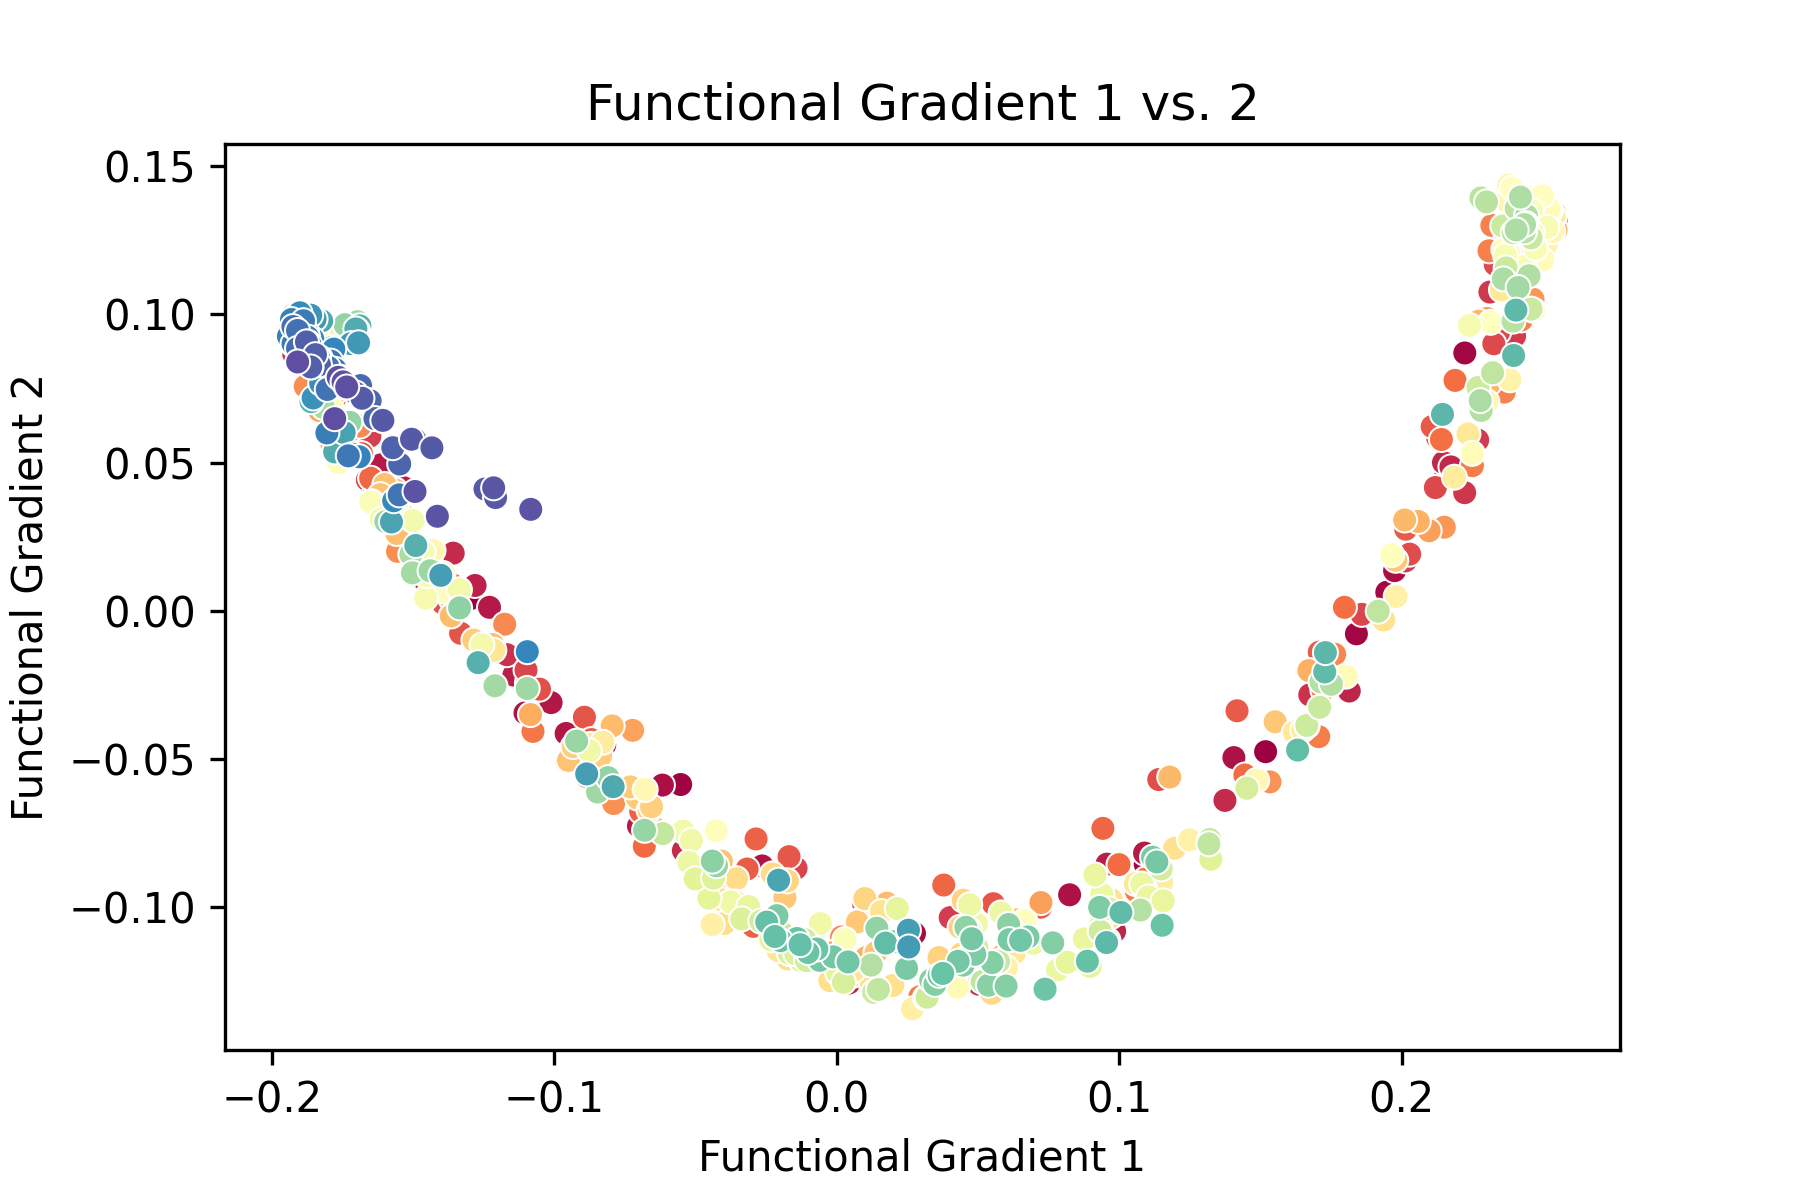 Functional Gradient 1 vs. 2
0.15
0.10
0.05
0.00
−0.05
−0.10
Functional Gradient 2
−0.2 −0.1 0.0 0.1 0.2
Functional Gradient 1